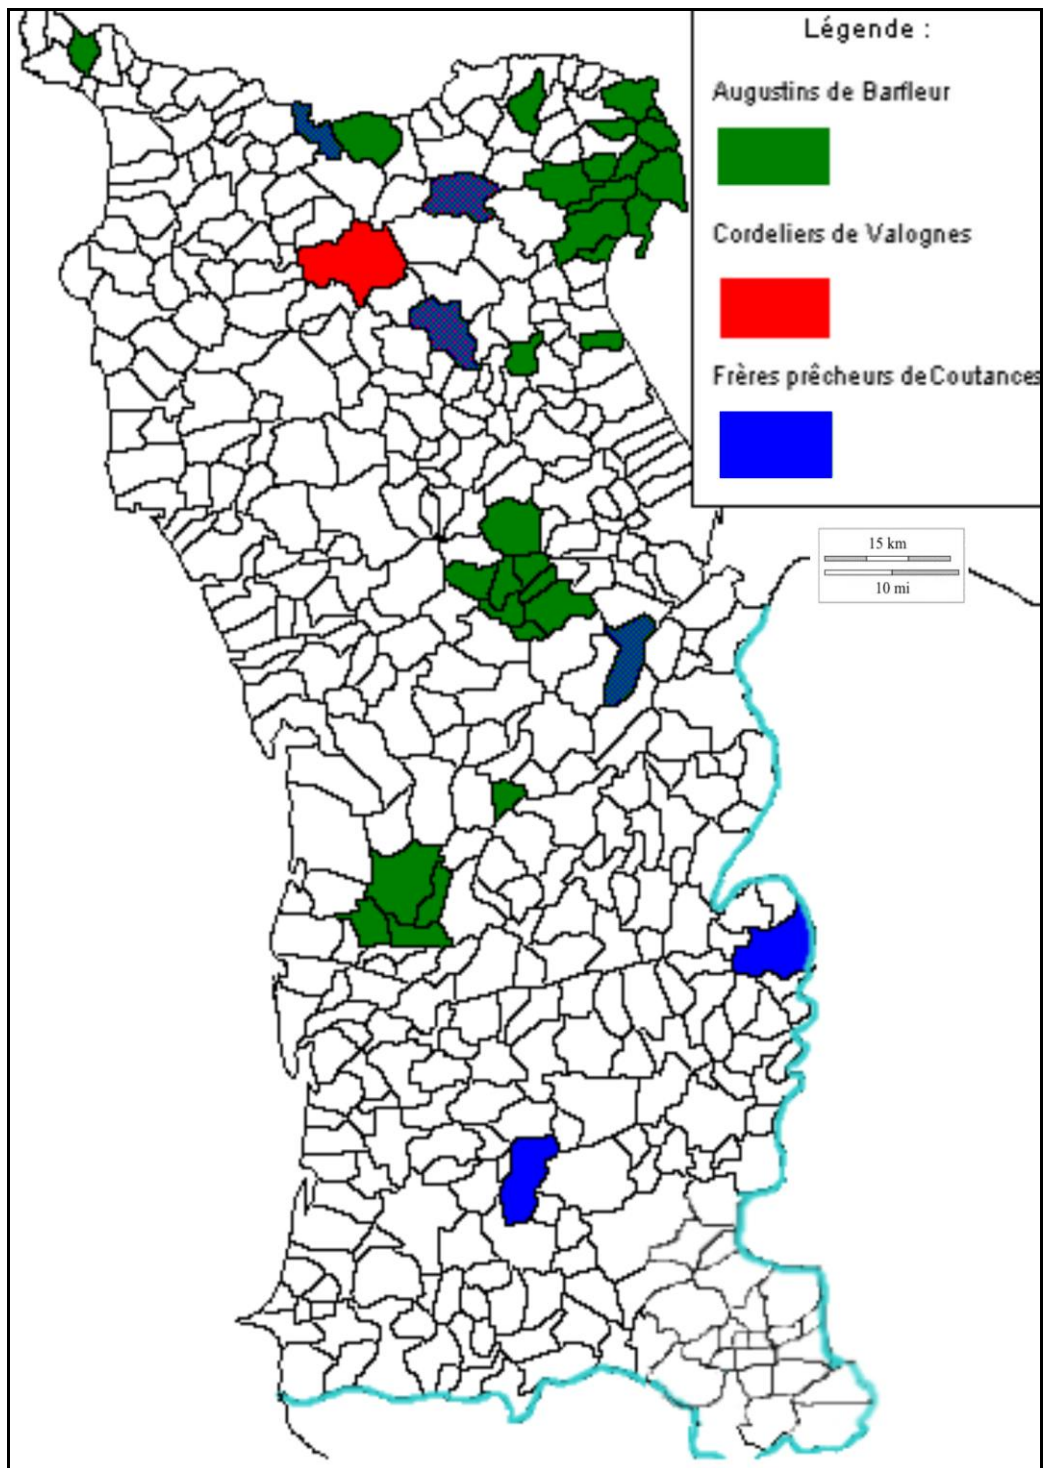 Légende :
Augustins de Barfleur
Cordeliers de Valognes
Frères prêcheurs de Coutances
15 km
10 mi